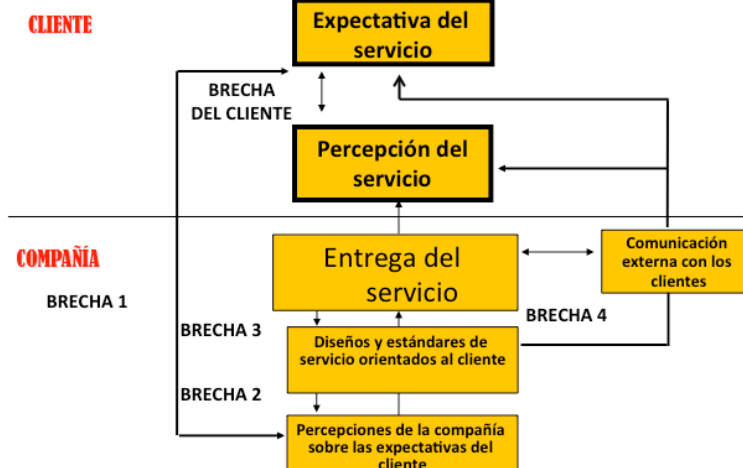 CLIENTE
Expectativa del
servicio
BRECHA
DEL CLIENTE
Percepción del
servicio
COMPAÑÍA
BRECHA 1
Entrega del
servicio
Comunicación
externa con los
clientes
BRECHA 4
BRECHA 3
Diseños y estándares de
servicio orientados al cliente
BRECHA 2
Percepciones de la compañía
sobre las expectativas del
cliente